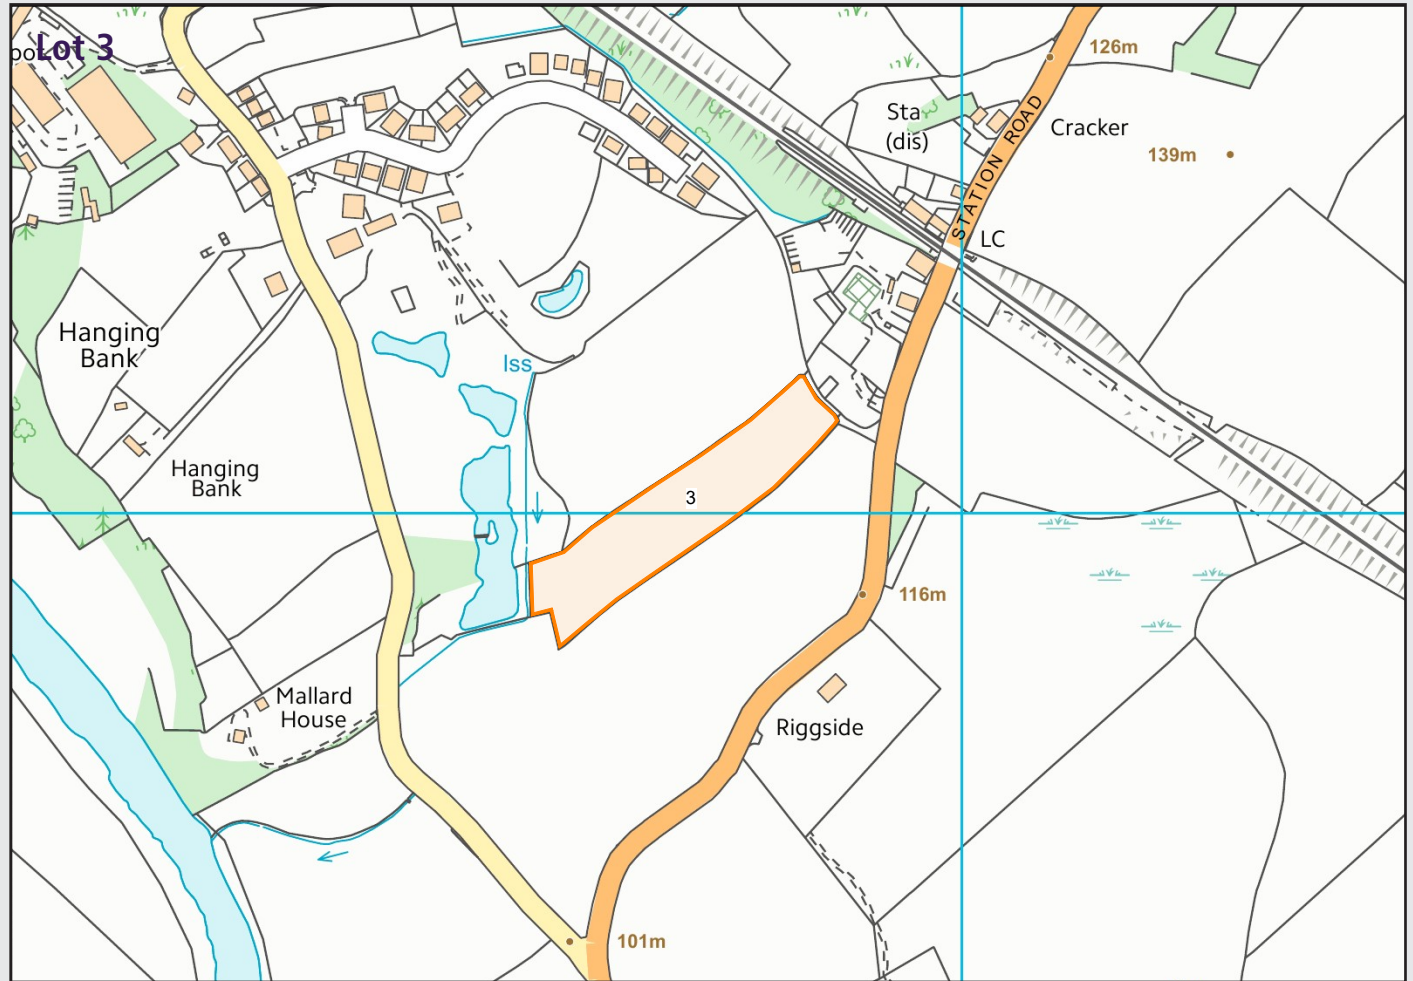 Lot 3
126m
Sta
(dis)
Cracker
139m
STATION ROAD
LC
Hanging
Bank
Iss
Hanging
Bank
3
116m
Mallard
House
Riggside
101m